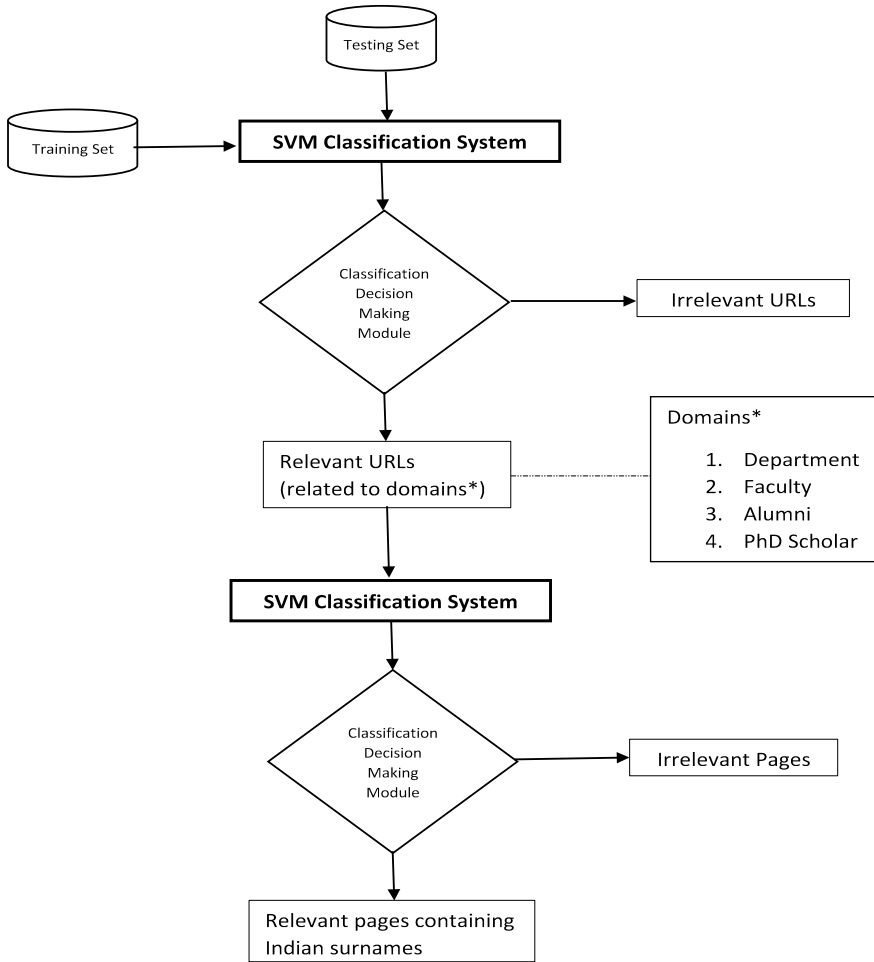 Testing Set
Training Set
SVM Classification System
Classification
Decision
Making
Module
Irrelevant URLs
Relevant URLs
(related to domains*)
Domains*
1. Department
2. Faculty
3. Alumni
4. PhD Scholar
SVM Classification System
Classification
Decision
Making
Module
Irrelevant Pages
Relevant pages containing
Indian surnames